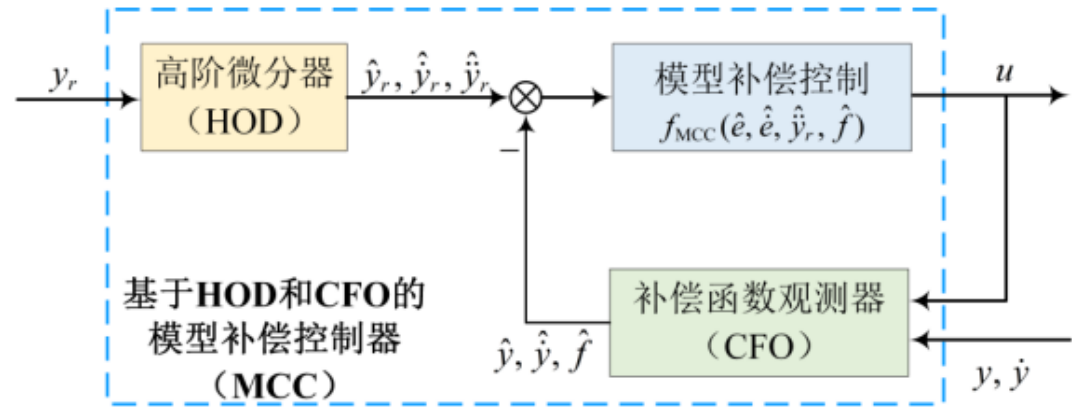 y_r
高阶微分器
（HOD）
ŷ_r, ŷ̇_r, ŷ̈_r
−
模型补偿控制
f_MCC(ê, ê̇, ŷ̈_r, f̂)
u
基于HOD和CFO的
模型补偿控制器
（MCC）
ŷ, ŷ̇, f̂
补偿函数观测器
（CFO）
y, ẏ